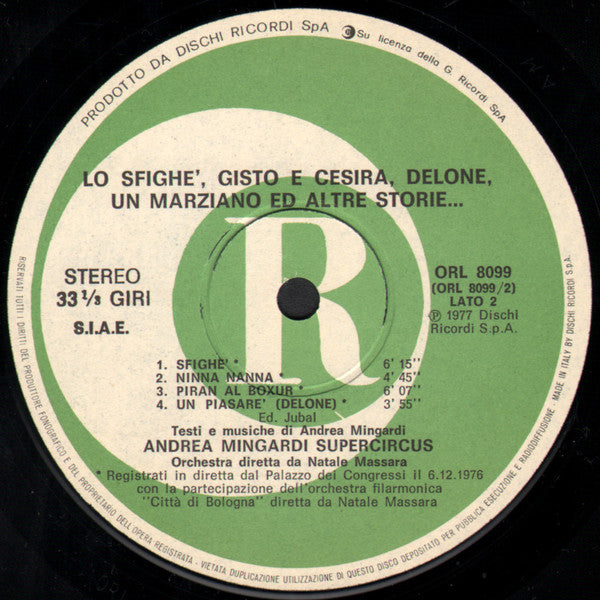 PRODOTTO DA DISCHI RICORDI SpA Su licenza della G. Ricordi SpA
LO SFIGHE', GISTO E CESIRA, DELONE,
UN MARZIANO ED ALTRE STORIE...
R
STEREO
33 1/3 GIRI
S.I.A.E.
ORL 8099
(ORL 8099/2)
LATO 2
Ⓟ 1977 Dischi
Ricordi S.p.A.
1. SFIGHE' * 6' 15''
2. NINNA NANNA * 4' 45''
3. PIRAN AL BOXUR * 6' 07''
4. UN PIASARE' (DELONE) * 3' 55''
Ed. Jubal
Testi e musiche di Andrea Mingardi
ANDREA MINGARDI SUPERCIRCUS
Orchestra diretta da Natale Massara
* Registrati in diretta dal Palazzo dei Congressi il 6.12.1976
con la partecipazione dell'orchestra filarmonica
"Città di Bologna" diretta da Natale Massara
RISERVATI TUTTI I DIRITTI DEL PRODUTTORE FONOGRAFICO E DEL PROPRIETARIO DELL'OPERA REGISTRATA - VIETATA DUPLICAZIONE UTILIZZAZIONE DI QUESTO DISCO DEPOSITATO PER PUBBLICA ESECUZIONE E RADIODIFFUSIONE - MADE IN ITALY BY DISCHI RICORDI S.p.A.